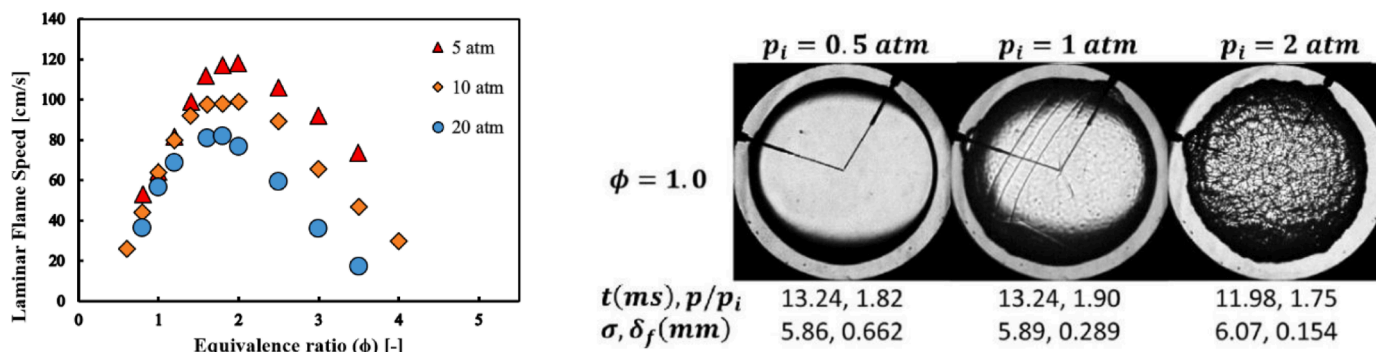 140
120
100
80
60
40
20
0
Laminar Flame Speed [cm/s]
5 atm
10 atm
20 atm
0
1
2
3
4
5
Equivalence ratio (ϕ) [-]
p_i = 0.5 atm
p_i = 1 atm
p_i = 2 atm
ϕ = 1.0
t(ms), p/p_i
13.24, 1.82
13.24, 1.90
11.98, 1.75
σ, δ_f(mm)
5.86, 0.662
5.89, 0.289
6.07, 0.154